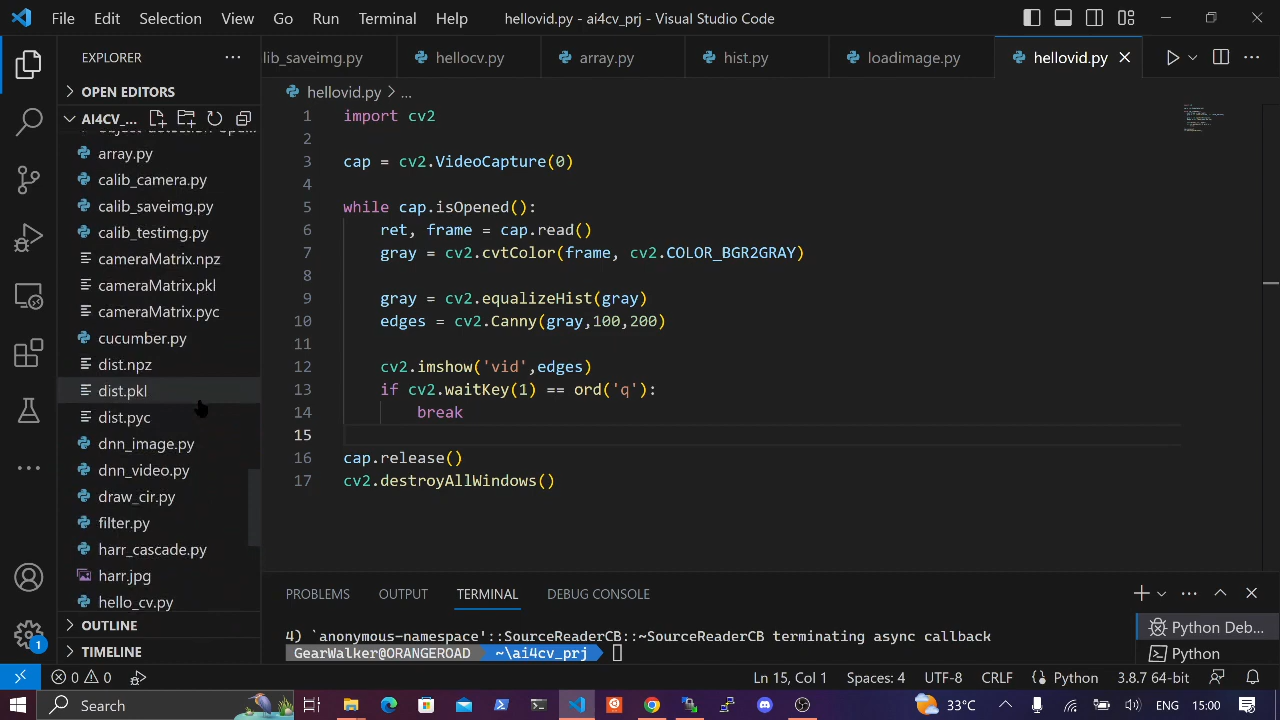 File Edit Selection View Go Run Terminal Help hellovid.py - ai4cv_prj - Visual Studio Code
EXPLORER
lib_saveimg.py hellocv.py array.py hist.py loadimage.py hellovid.py
OPEN EDITORS
AI4CV_...
array.py
calib_camera.py
calib_saveimg.py
calib_testimg.py
cameraMatrix.npz
cameraMatrix.pkl
cameraMatrix.pyc
cucumber.py
dist.npz
dist.pkl
dist.pyc
dnn_image.py
dnn_video.py
draw_cir.py
filter.py
harr_cascade.py
harr.jpg
hello_cv.py
OUTLINE
TIMELINE
hellovid.py > ...
1 import cv2
2
3 cap = cv2.VideoCapture(0)
4
5 while cap.isOpened():
6 ret, frame = cap.read()
7 gray = cv2.cvtColor(frame, cv2.COLOR_BGR2GRAY)
8
9 gray = cv2.equalizeHist(gray)
10 edges = cv2.Canny(gray,100,200)
11
12 cv2.imshow('vid',edges)
13 if cv2.waitKey(1) == ord('q'):
14 break
15
16 cap.release()
17 cv2.destroyAllWindows()
PROBLEMS OUTPUT TERMINAL DEBUG CONSOLE
4) `anonymous-namespace'::SourceReaderCB::~SourceReaderCB terminating async callback
GearWalker@ORANGEROAD ~\ai4cv_prj
Python Deb...
Python
1
0 0 Ln 15, Col 1 Spaces: 4 UTF-8 CRLF Python 3.8.7 64-bit
Search 33°C ENG 15:00